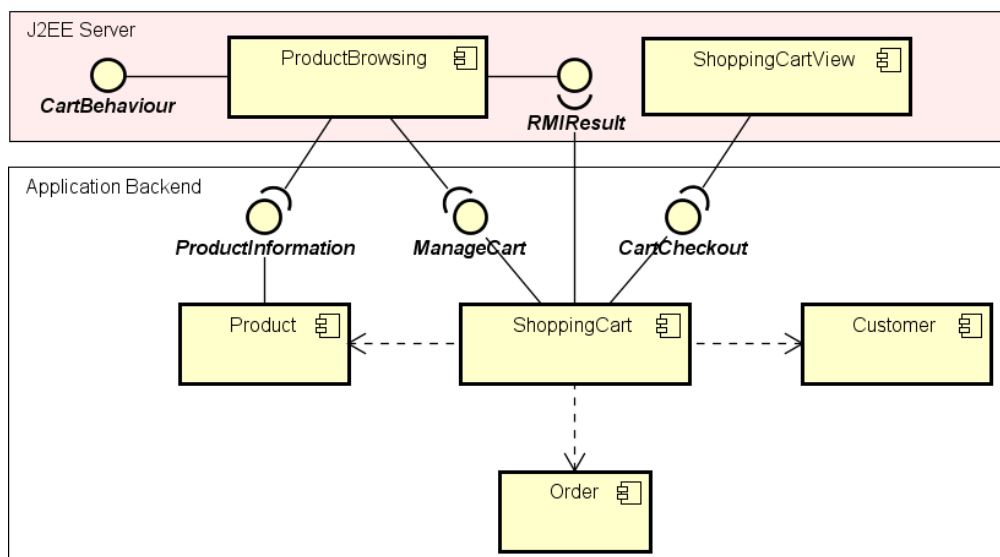 J2EE Server
ProductBrowsing
ShoppingCartView
CartBehaviour
RMIResult
Application Backend
ProductInformation
ManageCart
CartCheckout
Product
ShoppingCart
Customer
Order